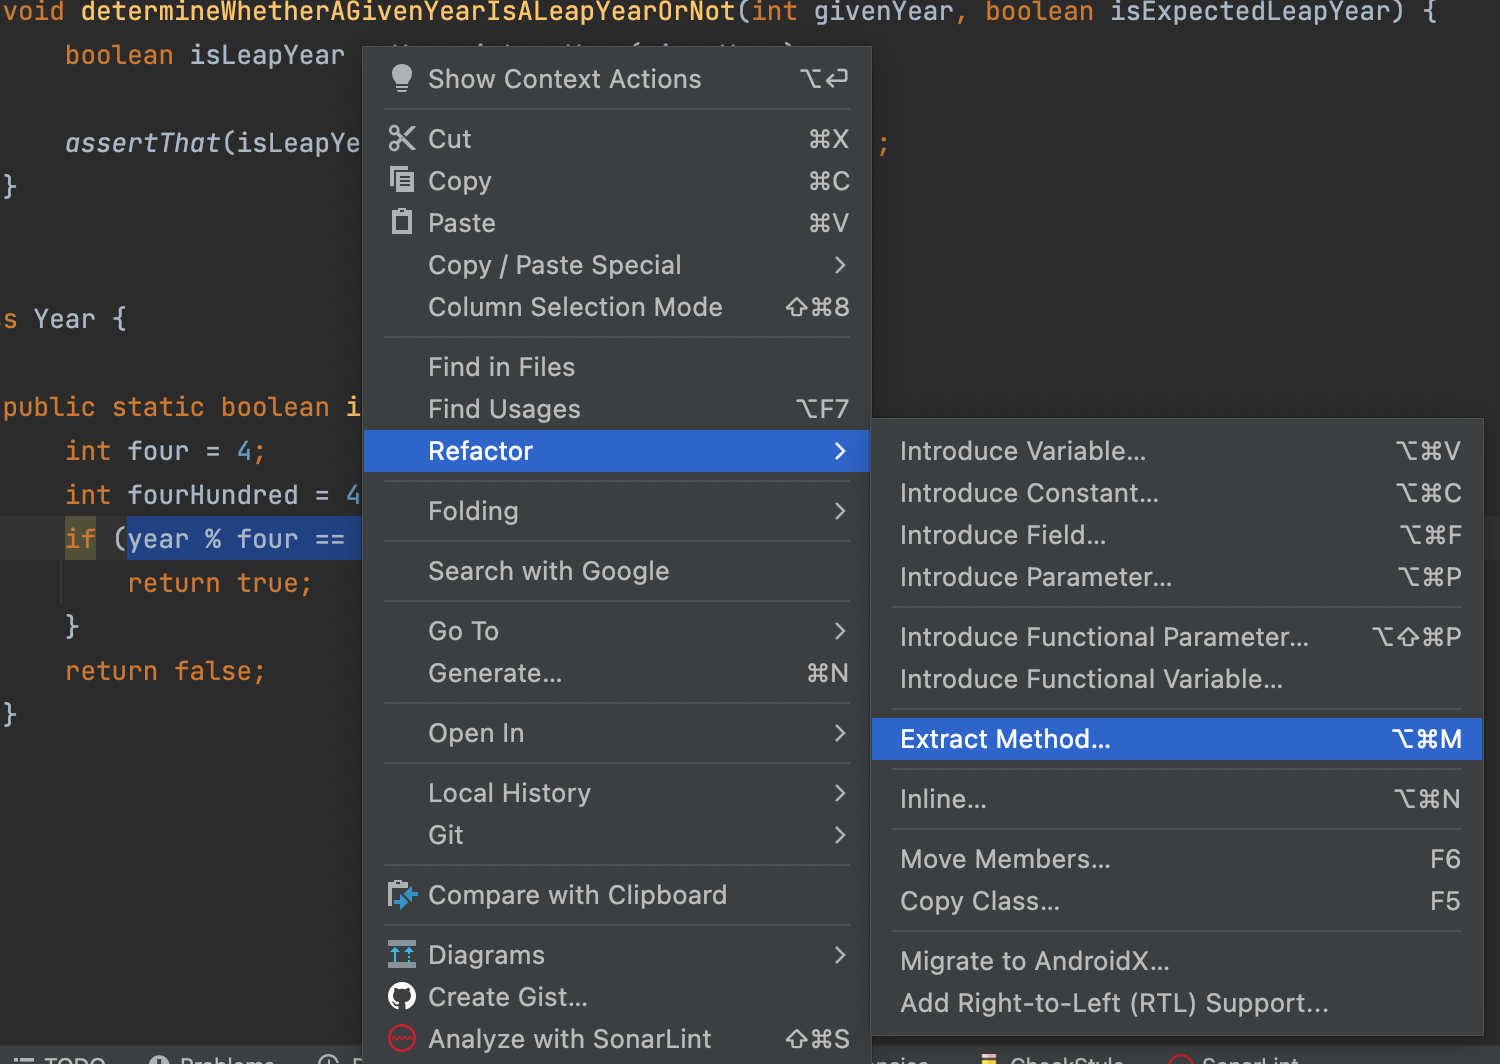 void determineWhetherAGivenYearIsALeapYearOrNot(int givenYear, boolean isExpectedLeapYear) {
boolean isLeapYear
assertThat(isLeapYe ;
}
s Year {
public static boolean i
int four = 4;
int fourHundred = 4
if (year % four ==
return true;
}
return false;
}
Show Context Actions ⌥⏎
Cut ⌘X
Copy ⌘C
Paste ⌘V
Copy / Paste Special >
Column Selection Mode ⇧⌘8
Find in Files
Find Usages ⌥F7
Refactor >
Folding >
Search with Google
Go To >
Generate... ⌘N
Open In >
Local History >
Git >
Compare with Clipboard
Diagrams >
Create Gist...
Analyze with SonarLint ⇧⌘S
Introduce Variable... ⌥⌘V
Introduce Constant... ⌥⌘C
Introduce Field... ⌥⌘F
Introduce Parameter... ⌥⌘P
Introduce Functional Parameter... ⌥⇧⌘P
Introduce Functional Variable...
Extract Method... ⌥⌘M
Inline... ⌥⌘N
Move Members... F6
Copy Class... F5
Migrate to AndroidX...
Add Right-to-Left (RTL) Support...
TODO Problems CheckStyle SonarLint